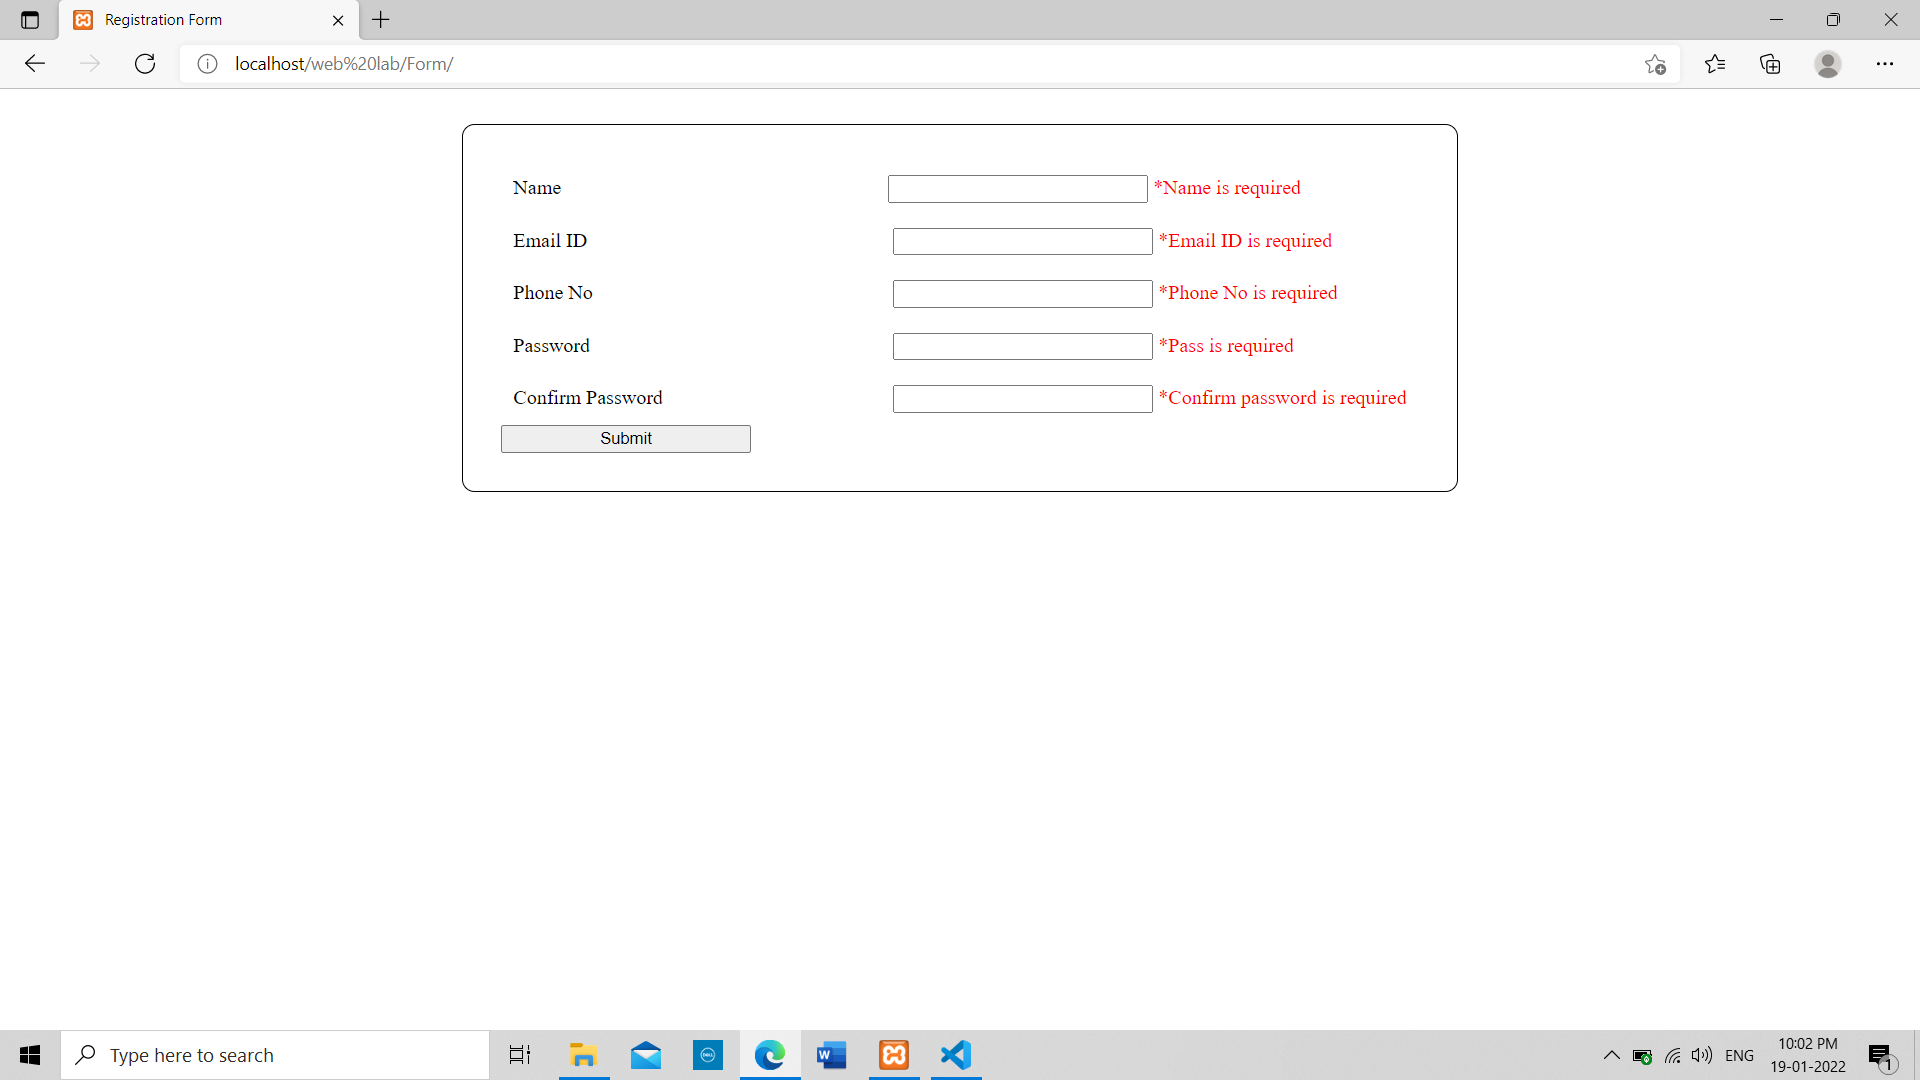 Registration Form
localhost/web%20lab/Form/
Name *Name is required
Email ID *Email ID is required
Phone No *Phone No is required
Password *Pass is required
Confirm Password *Confirm password is required
Submit
Type here to search
W
ENG
10:02 PM
19-01-2022
1